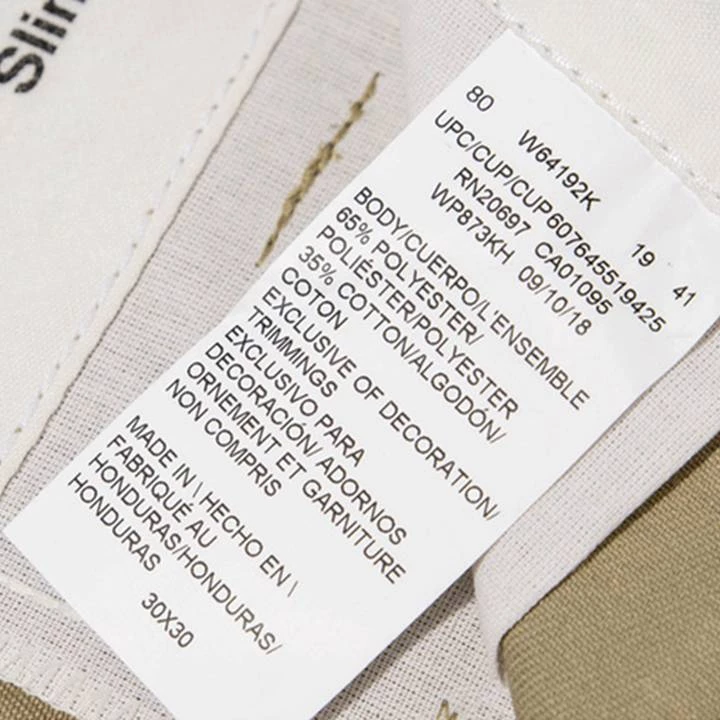 Slim
80 W64192K 19 41
UPC/CUP/CUP607645519425
RN20697 CA01095
WP873KH 09/10/18
BODY/CUERPO/L'ENSEMBLE
65% POLYESTER/
POLIÉSTER/POLYESTER
35% COTTON/ALGODÓN/
COTON
EXCLUSIVE OF DECORATION/
TRIMMINGS
EXCLUSIVO PARA
DECORACIÓN/ ADORNOS
ORNEMENT ET GARNITURE
NON COMPRIS
MADE IN \ HECHO EN \
FABRIQUÉ AU
HONDURAS/HONDURAS/
HONDURAS
30X30